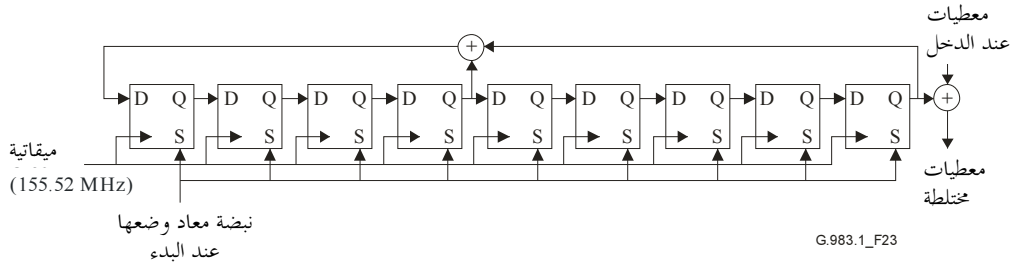 معطيات
عند الدخل
+
+
D Q D Q D Q D Q D Q D Q D Q D Q D Q
S S S S S S S S S
ميقاتية
(155.52 MHz)
معطيات
مختلطة
نبضة معاد وضعها
عند البدء
G.983.1_F23